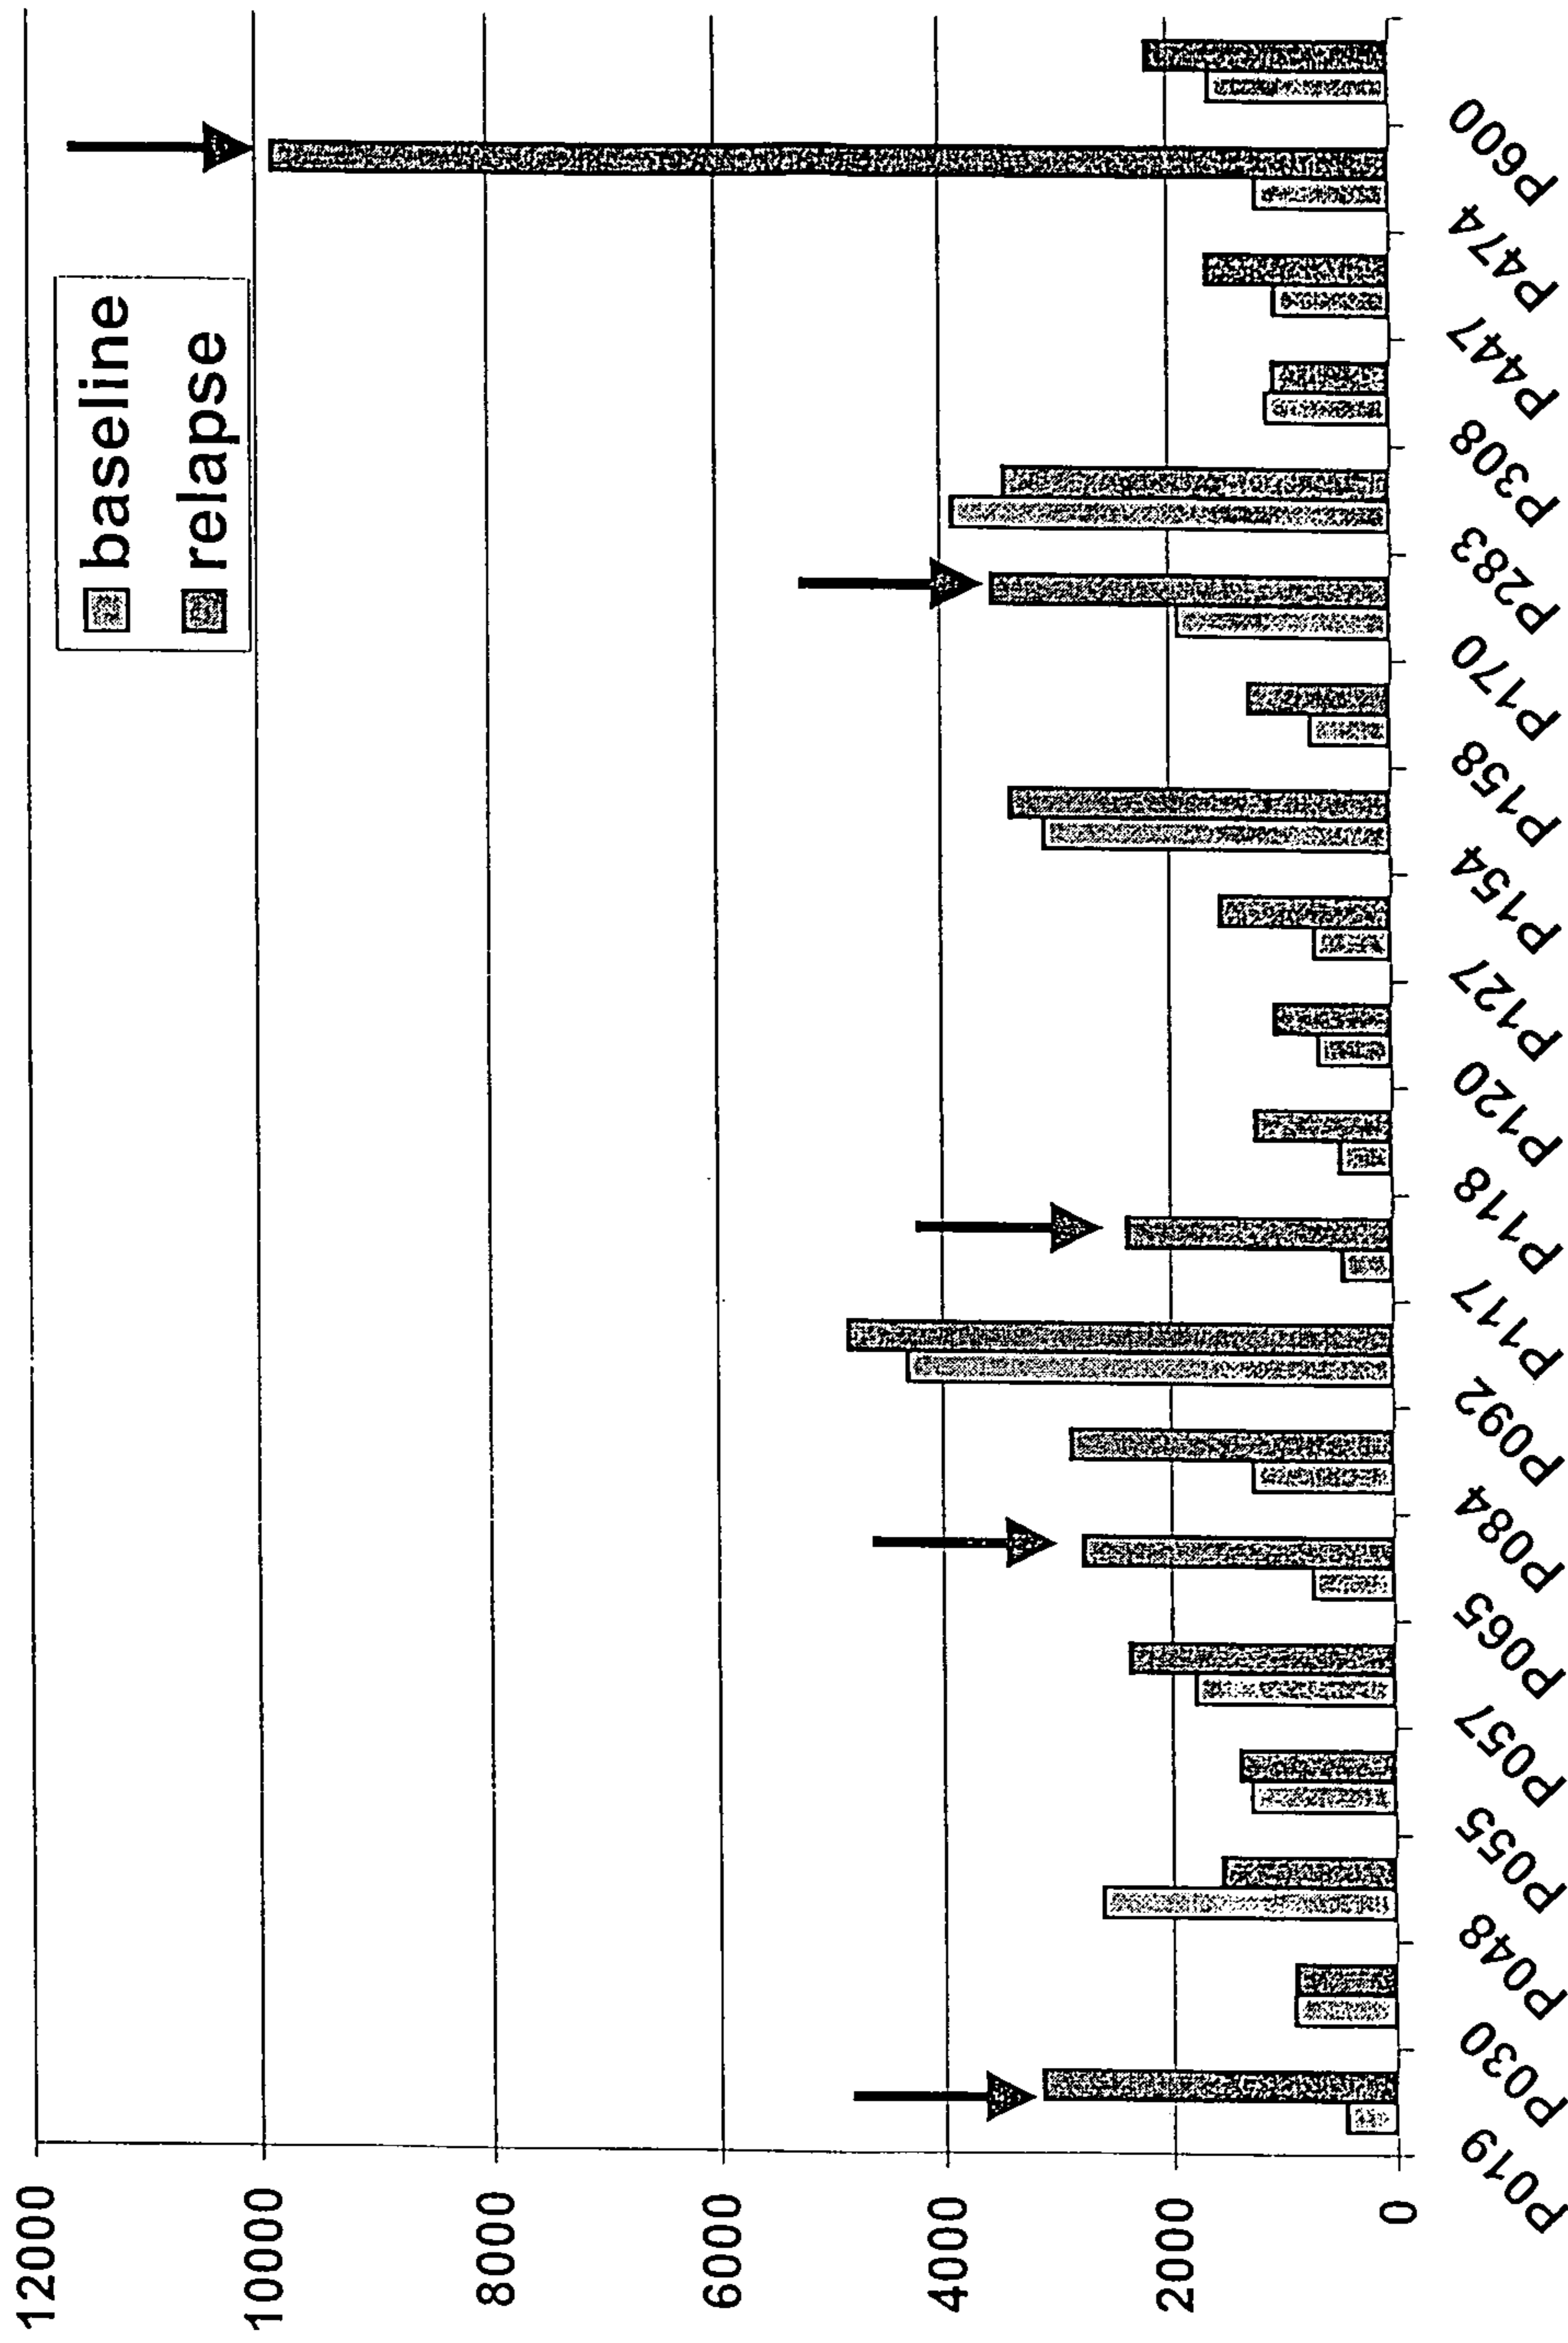 12000
10000
8000
6000
4000
2000
0
baseline
relapse
P019
P030
P048
P055
P057
P065
P084
P092
P117
P118
P120
P127
P154
P158
P170
P283
P308
P447
P474
P600